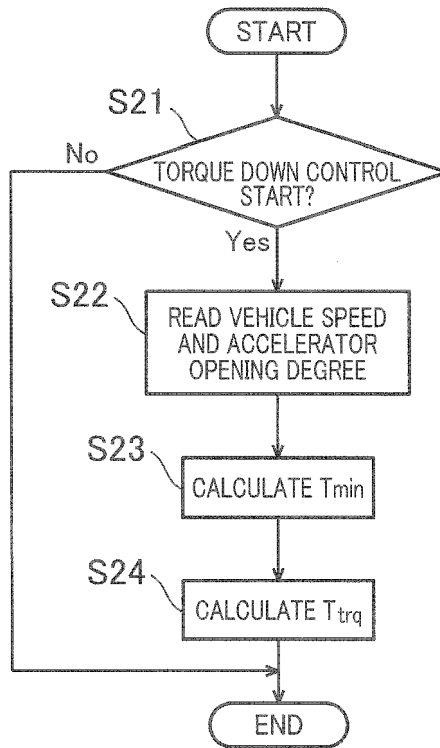 START
S21
No
TORQUE DOWN CONTROL
START?
Yes
S22
READ VEHICLE SPEED
AND ACCELERATOR
OPENING DEGREE
S23
CALCULATE Tmin
S24
CALCULATE Ttrq
END